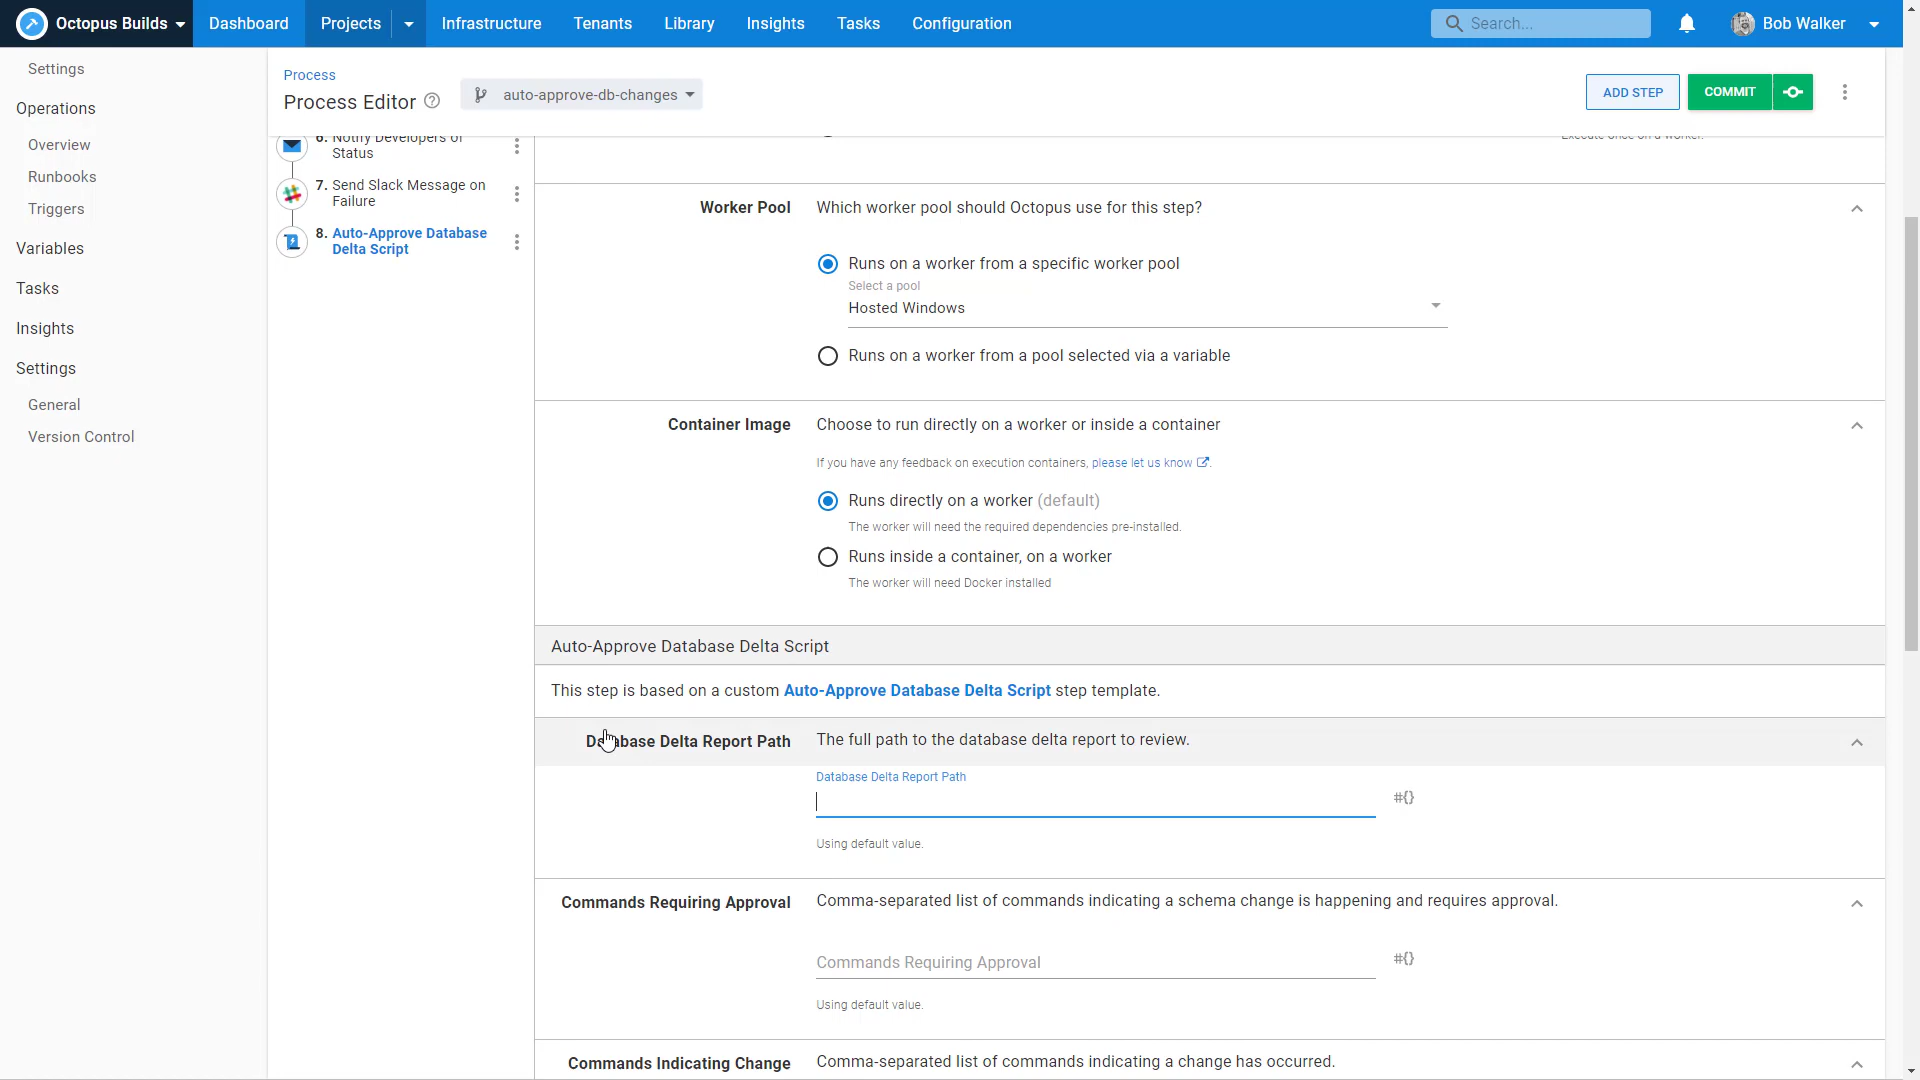 Octopus Builds
Dashboard
Projects
Infrastructure
Tenants
Library
Insights
Tasks
Configuration
Search...
Bob Walker
Settings
Operations
Overview
Runbooks
Triggers
Variables
Tasks
Insights
Settings
General
Version Control
Process
Process Editor
auto-approve-db-changes
ADD STEP
COMMIT
6. Notify Developers of
Status
7. Send Slack Message on
Failure
8. Auto-Approve Database
Delta Script
Execute once on a worker.
Worker Pool
Which worker pool should Octopus use for this step?
Runs on a worker from a specific worker pool
Select a pool
Hosted Windows
Runs on a worker from a pool selected via a variable
Container Image
Choose to run directly on a worker or inside a container
If you have any feedback on execution containers, please let us know.
Runs directly on a worker (default)
The worker will need the required dependencies pre-installed.
Runs inside a container, on a worker
The worker will need Docker installed
Auto-Approve Database Delta Script
This step is based on a custom Auto-Approve Database Delta Script step template.
Database Delta Report Path
The full path to the database delta report to review.
Database Delta Report Path
#{}
Using default value.
Commands Requiring Approval
Comma-separated list of commands indicating a schema change is happening and requires approval.
Commands Requiring Approval
#{}
Using default value.
Commands Indicating Change
Comma-separated list of commands indicating a change has occurred.